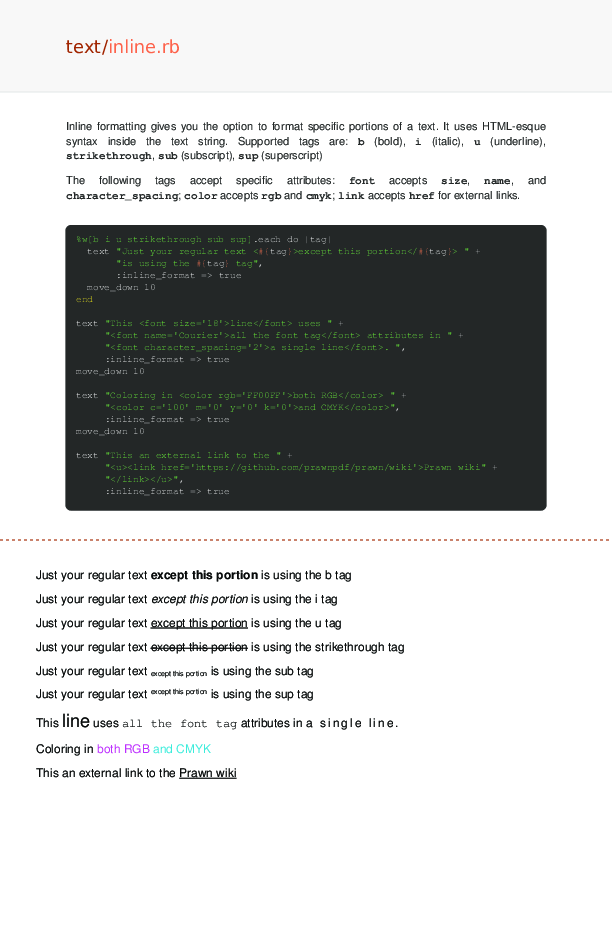 text/inline.rb
Inline formatting gives you the option to format specific portions of a text. It uses HTML-esque
syntax inside the text string. Supported tags are: b (bold), i (italic), u (underline),
strikethrough, sub (subscript), sup (superscript)
The following tags accept specific attributes: font accepts size, name, and
character_spacing; color accepts rgb and cmyk; link accepts href for external links.
%w[b i u strikethrough sub sup].each do |tag|
  text "Just your regular text <#{tag}>except this portion</#{tag}> " +
       "is using the #{tag} tag",
       :inline_format => true
  move_down 10
end
text "This <font size='18'>line</font> uses " +
     "<font name='Courier'>all the font tag</font> attributes in " +
     "<font character_spacing='2'>a single line</font>. ",
     :inline_format => true
move_down 10
text "Coloring in <color rgb='FF00FF'>both RGB</color> " +
     "<color c='100' m='0' y='0' k='0'>and CMYK</color>",
     :inline_format => true
move_down 10
text "This an external link to the " +
     "<u><link href='https://github.com/prawnpdf/prawn/wiki'>Prawn wiki" +
     "</link></u>",
     :inline_format => true
Just your regular text except this portion is using the b tag
Just your regular text except this portion is using the i tag
Just your regular text except this portion is using the u tag
Just your regular text except this portion is using the strikethrough tag
Just your regular text except this portion is using the sub tag
Just your regular text except this portion is using the sup tag
This line uses all the font tag attributes in a single line.
Coloring in both RGB and CMYK
This an external link to the Prawn wiki